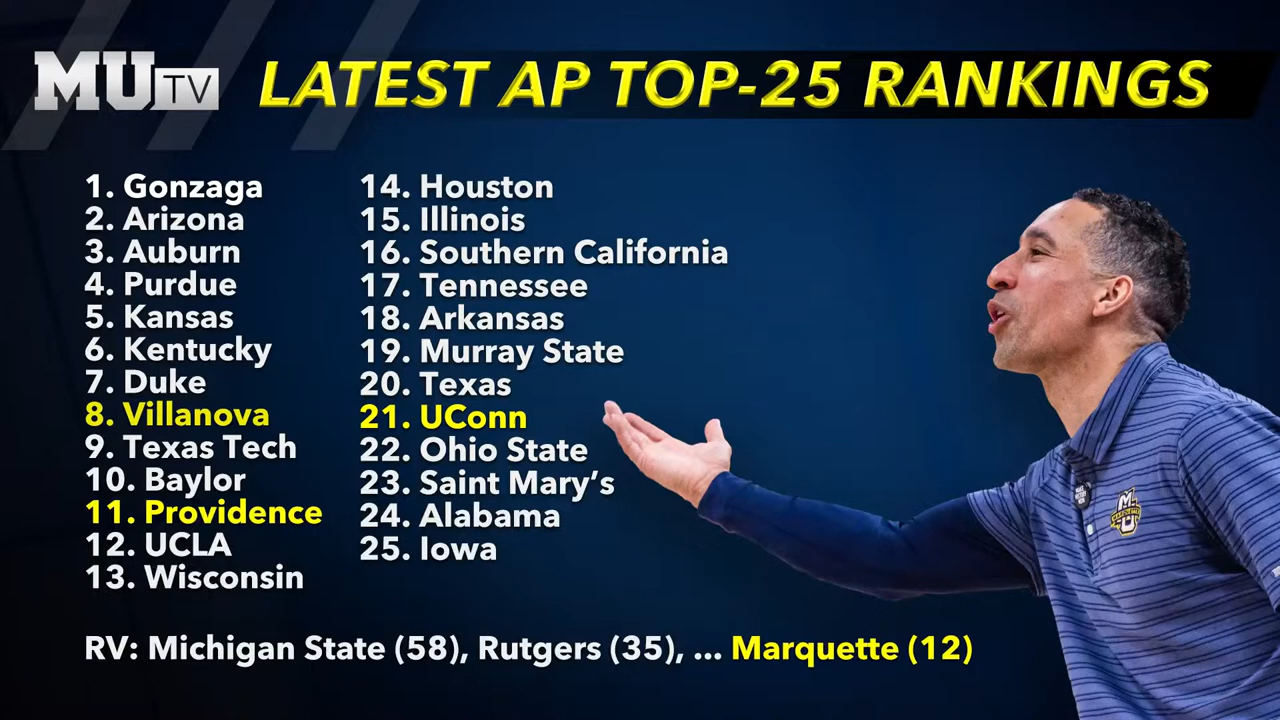 MU TV
LATEST AP TOP-25 RANKINGS
1. Gonzaga
2. Arizona
3. Auburn
4. Purdue
5. Kansas
6. Kentucky
7. Duke
8. Villanova
9. Texas Tech
10. Baylor
11. Providence
12. UCLA
13. Wisconsin
14. Houston
15. Illinois
16. Southern California
17. Tennessee
18. Arkansas
19. Murray State
20. Texas
21. UConn
22. Ohio State
23. Saint Mary’s
24. Alabama
25. Iowa
RV: Michigan State (58), Rutgers (35), ... Marquette (12)